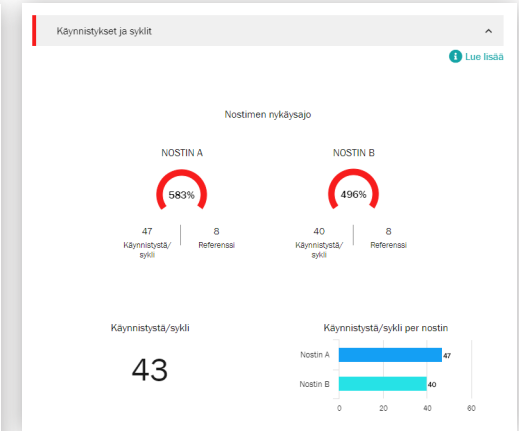 Käynnistykset ja syklit
Lue lisää
Nostimen nykäysajo
NOSTIN A
NOSTIN B
583%
496%
47
8
40
8
Käynnistystä/
sykli
Referenssi
Käynnistystä/
sykli
Referenssi
Käynnistystä/sykli
43
Käynnistystä/sykli per nostin
Nostin A
47
Nostin B
40
0 20 40 60